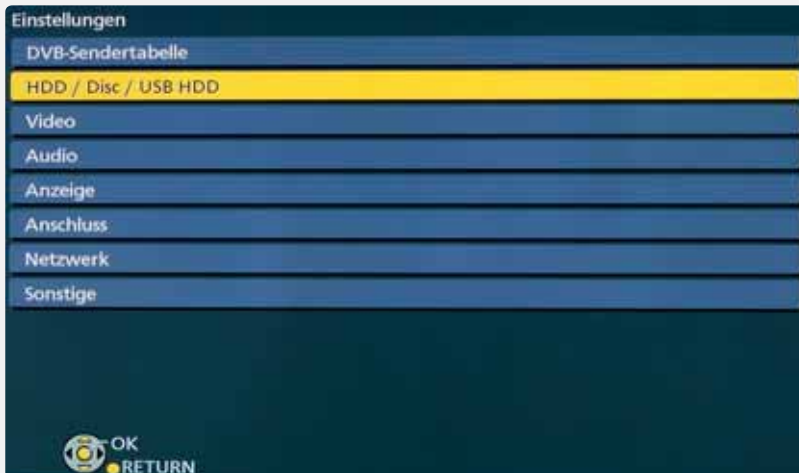 Einstellungen
DVB-Sendertabelle
HDD / Disc / USB HDD
Video
Audio
Anzeige
Anschluss
Netzwerk
Sonstige
OK
RETURN